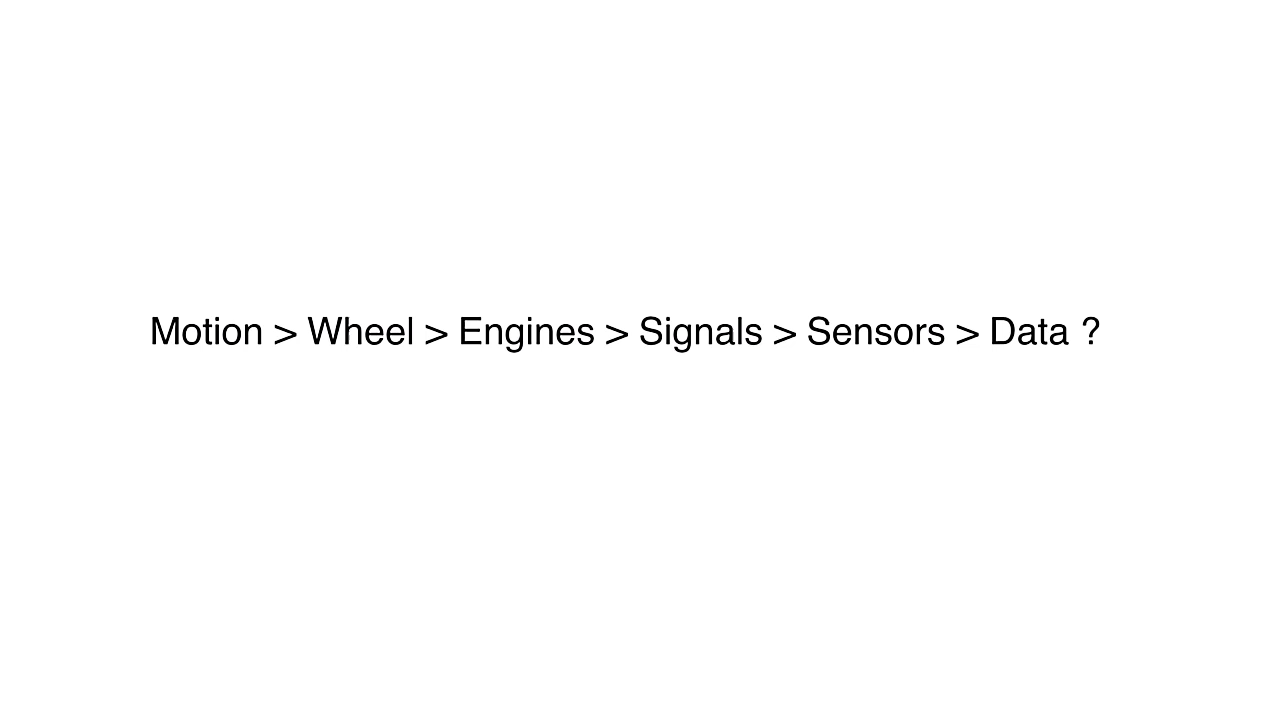 Motion > Wheel > Engines > Signals > Sensors > Data ?